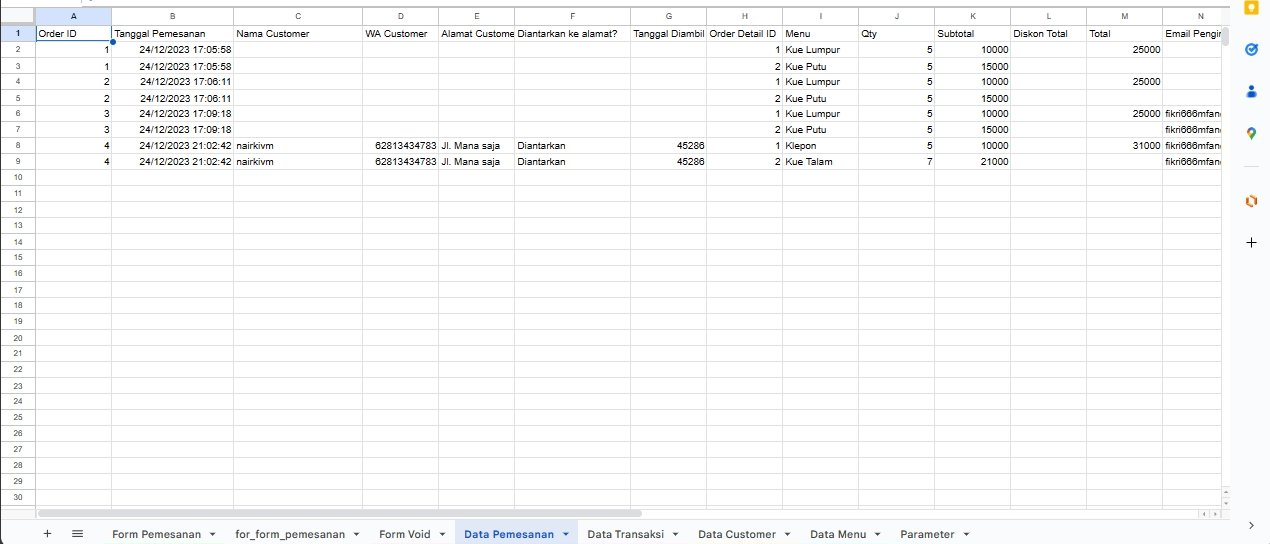 A B C D E F G H I J K L M N
1 Order ID Tanggal Pemesanan Nama Customer WA Customer Alamat Custome Diantarkan ke alamat? Tanggal Diambil Order Detail ID Menu Qty Subtotal Diskon Total Total Email Pengir
2 1 24/12/2023 17:05:58 1 Kue Lumpur 5 10000 25000
3 1 24/12/2023 17:05:58 2 Kue Putu 5 15000
4 2 24/12/2023 17:06:11 1 Kue Lumpur 5 10000 25000
5 2 24/12/2023 17:06:11 2 Kue Putu 5 15000
6 3 24/12/2023 17:09:18 1 Kue Lumpur 5 10000 25000 fikri666mfan
7 3 24/12/2023 17:09:18 2 Kue Putu 5 15000 fikri666mfan
8 4 24/12/2023 21:02:42 nairkivm 62813434783 Jl. Mana saja Diantarkan 45286 1 Klepon 5 10000 31000 fikri666mfan
9 4 24/12/2023 21:02:42 nairkivm 62813434783 Jl. Mana saja Diantarkan 45286 2 Kue Talam 7 21000 fikri666mfan
10
11
12
13
14
15
16
17
18
19
20
21
22
23
24
25
26
27
28
29
30
Form Pemesanan for_form_pemesanan Form Void Data Pemesanan Data Transaksi Data Customer Data Menu Parameter